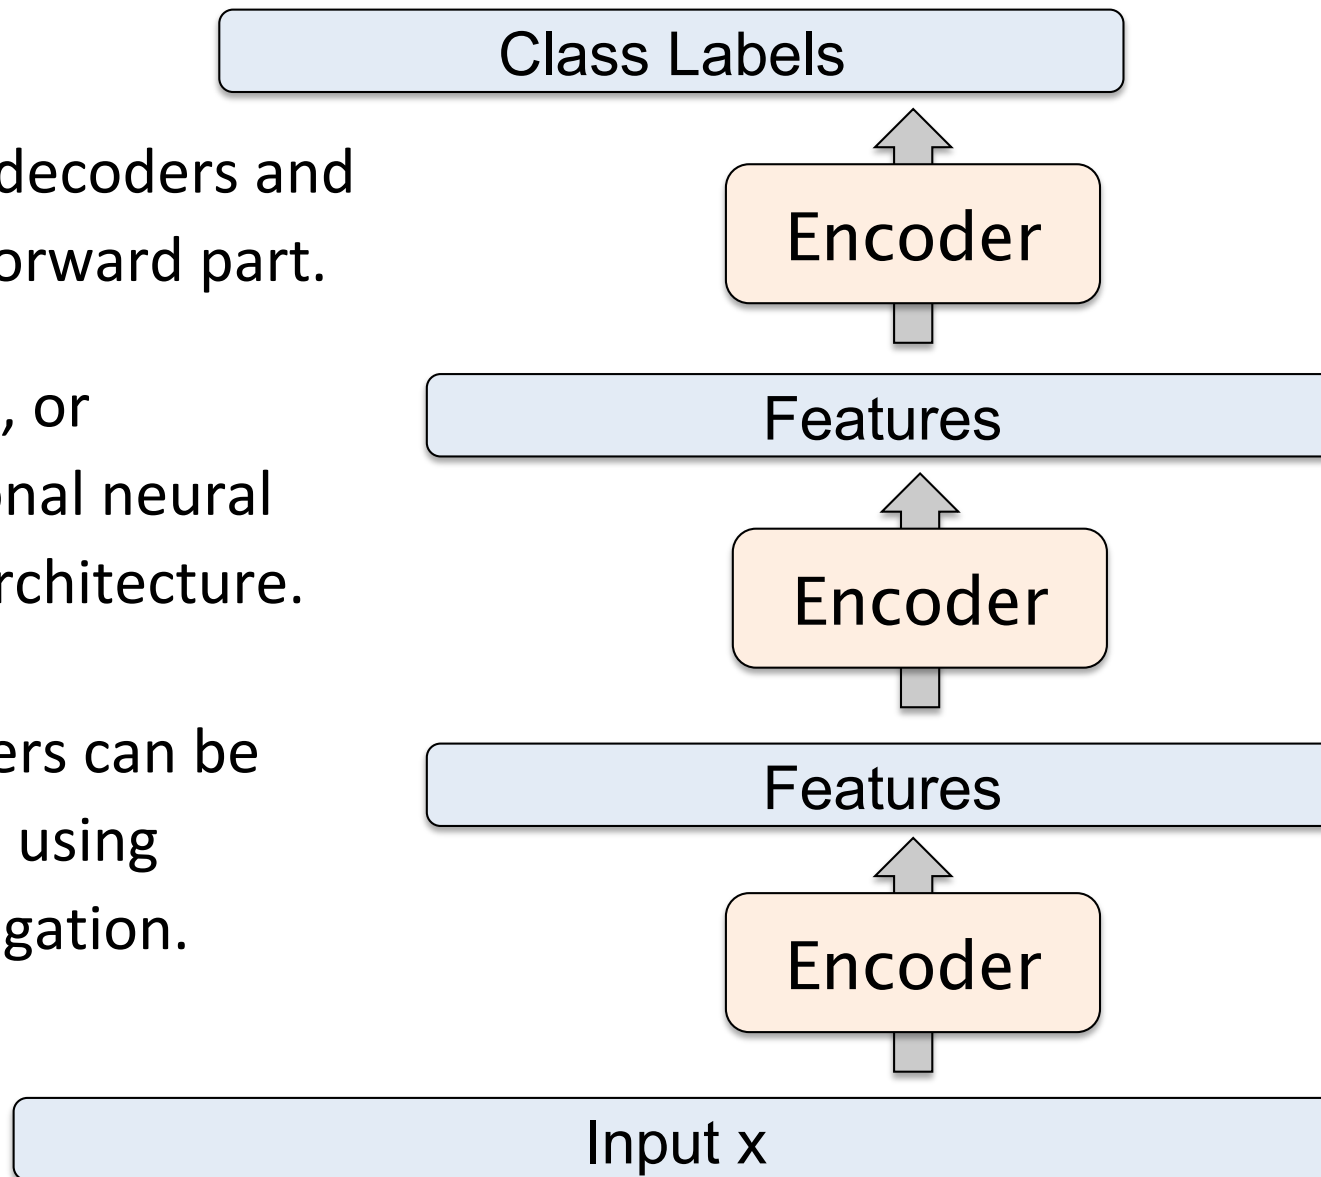 Class Labels
decoders and
orward part.
Encoder
Features
, or
onal neural
rchitecture.
Encoder
ers can be
using
gation.
Features
Encoder
Input x